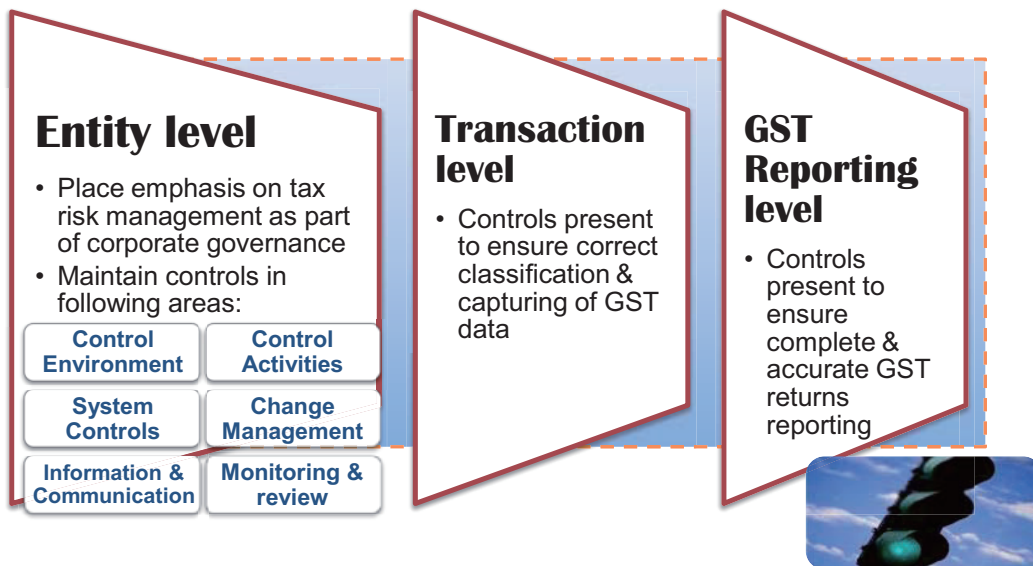 Entity level
• Place emphasis on tax
risk management as part
of corporate governance
• Maintain controls in
following areas:
Control
Environment
Control
Activities
System
Controls
Change
Management
Information &
Communication
Monitoring &
review
Transaction
level
• Controls present
to ensure correct
classification &
capturing of GST
data
GST
Reporting
level
• Controls
present to
ensure
complete &
accurate GST
returns
reporting